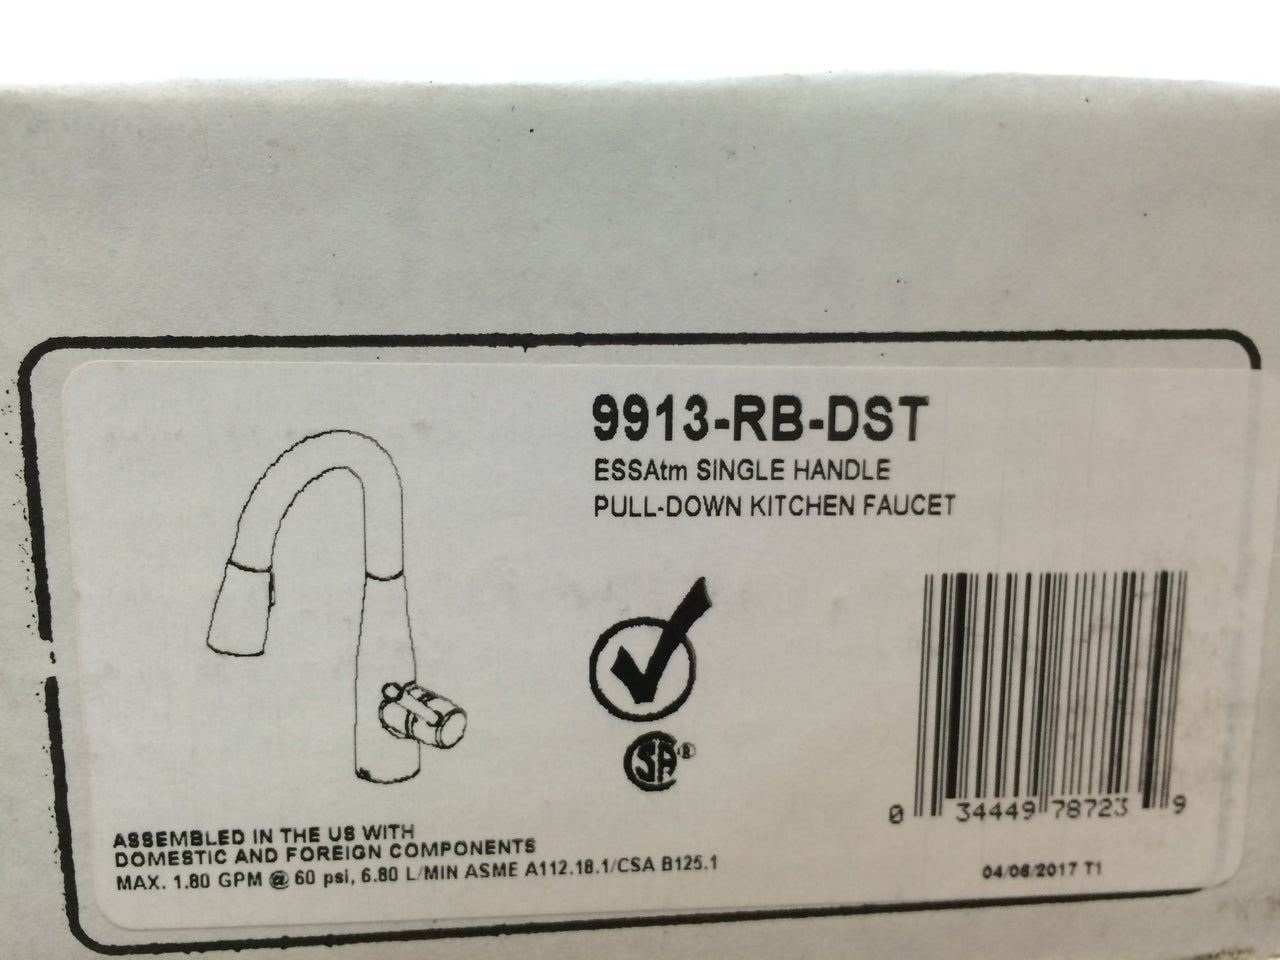 9913-RB-DST
ESSAtm SINGLE HANDLE
PULL-DOWN KITCHEN FAUCET
CSA®
0 34449 78723 9
ASSEMBLED IN THE US WITH
DOMESTIC AND FOREIGN COMPONENTS
MAX. 1.80 GPM @ 60 psi, 6.80 L/MIN ASME A112.18.1/CSA B125.1
04/06/2017 T1